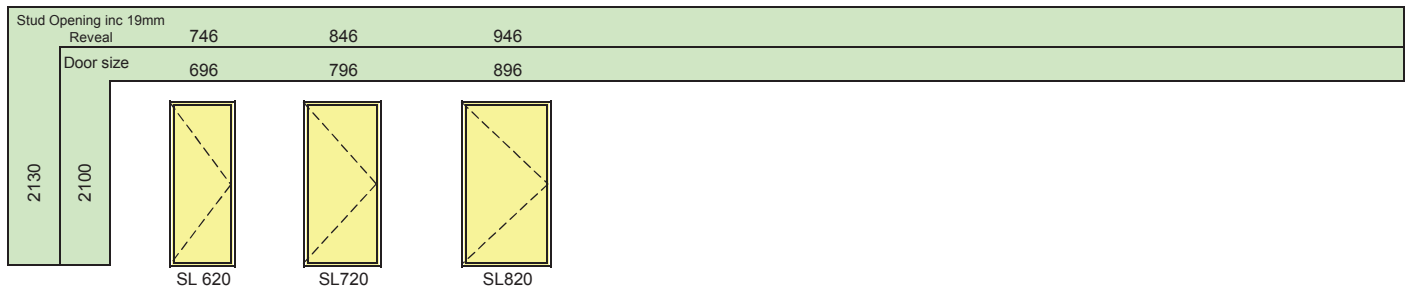 Stud Opening inc 19mm
Reveal 746 846 946
Door size 696 796 896
2130 2100
SL 620 SL720 SL820